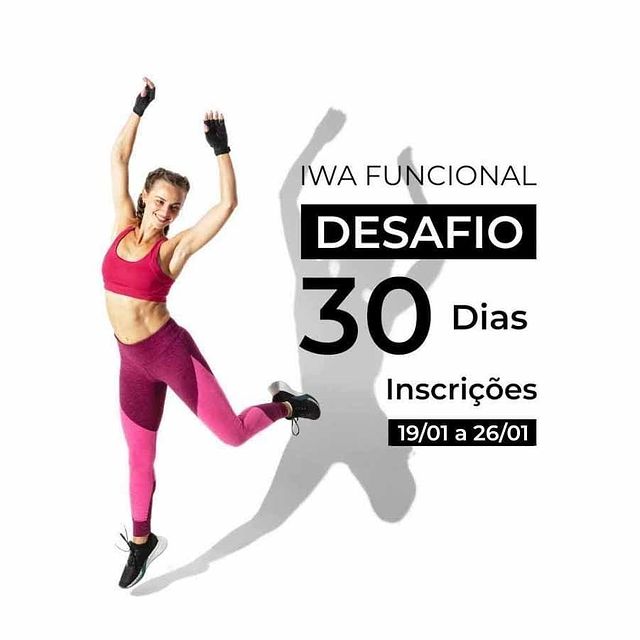 IWA FUNCIONAL
DESAFIO
30 Dias
Inscrições
19/01 a 26/01